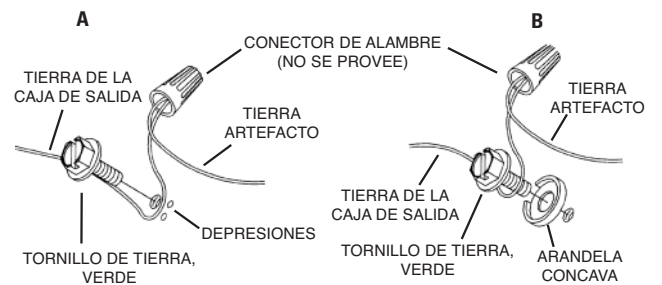 A
B
CONECTOR DE ALAMBRE
(NO SE PROVEE)
TIERRA DE LA
CAJA DE SALIDA
TIERRA
ARTEFACTO
TIERRA
ARTEFACTO
DEPRESIONES
TIERRA DE LA
CAJA DE SALIDA
TORNILLO DE TIERRA,
VERDE
TORNILLO DE TIERRA,
VERDE
ARANDELA
CONCAVA